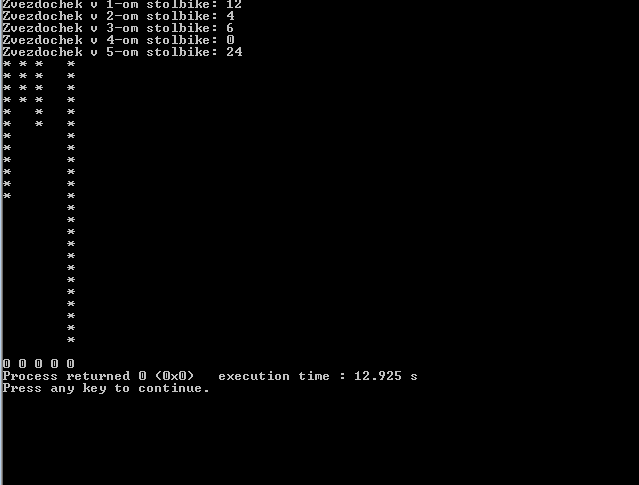 Zvezdochek v 1-om stolbike: 12
Zvezdochek v 2-om stolbike: 4
Zvezdochek v 3-om stolbike: 6
Zvezdochek v 4-om stolbike: 0
Zvezdochek v 5-om stolbike: 24
* * *   *
* * *   *
* * *   *
* * *   *
*   *   *
*   *   *
*       *
*       *
*       *
*       *
*       *
*       *
        *
        *
        *
        *
        *
        *
        *
        *
        *
        *
        *
        *
0 0 0 0 0
Process returned 0 (0x0)   execution time : 12.925 s
Press any key to continue.